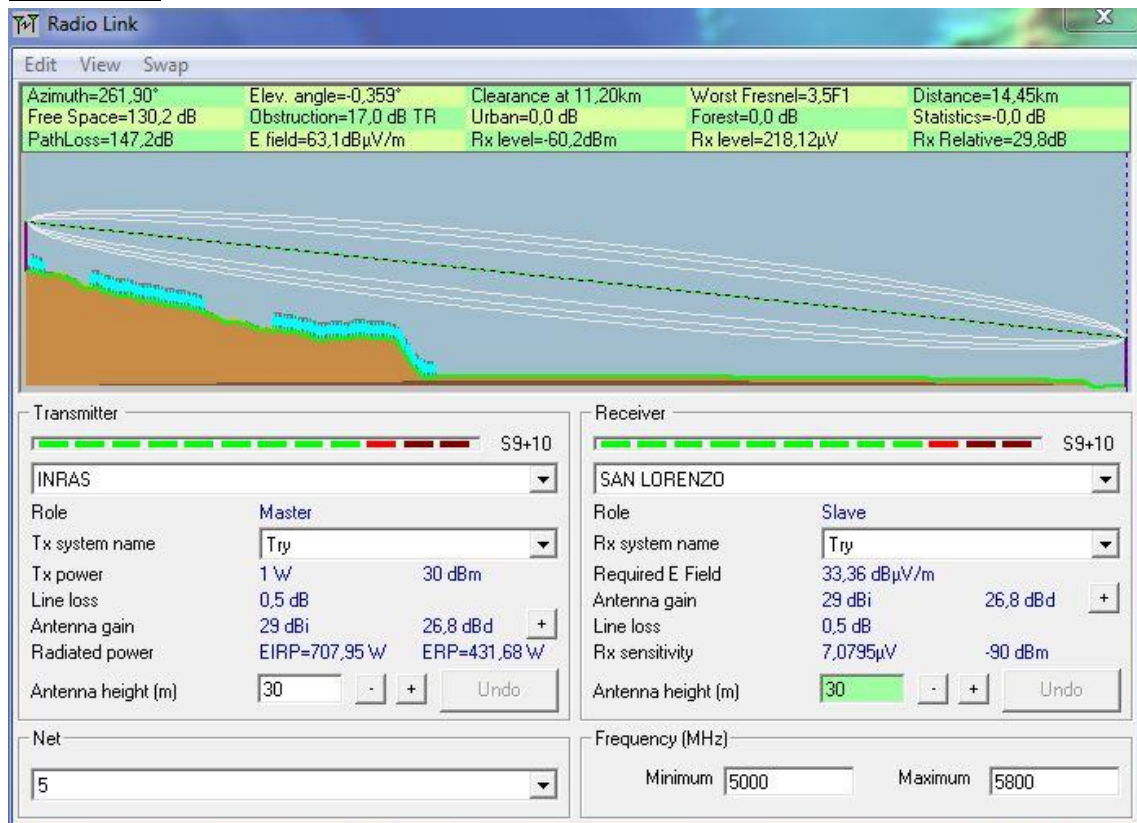 Radio Link
X
Edit View Swap
Azimuth=261,90° Elev. angle=-0,359° Clearance at 11,20km Worst Fresnel=3,5F1 Distance=14,45km
Free Space=130,2 dB Obstruction=17,0 dB TR Urban=0,0 dB Forest=0,0 dB Statistics=-0,0 dB
PathLoss=147,2dB E field=63,1dBµV/m Rx level=-60,2dBm Rx level=218,12µV Rx Relative=29,8dB
Transmitter
S9+10
INRAS
Role Master
Tx system name Try
Tx power 1 W 30 dBm
Line loss 0,5 dB
Antenna gain 29 dBi 26,8 dBd +
Radiated power EIRP=707,95 W ERP=431,68 W
Antenna height (m) 30 - + Undo
Net
5
Receiver
S9+10
SAN LORENZO
Role Slave
Rx system name Try
Required E Field 33,36 dBµV/m
Antenna gain 29 dBi 26,8 dBd +
Line loss 0,5 dB
Rx sensitivity 7,0795µV -90 dBm
Antenna height (m) 30 - + Undo
Frequency (MHz)
Minimum 5000 Maximum 5800